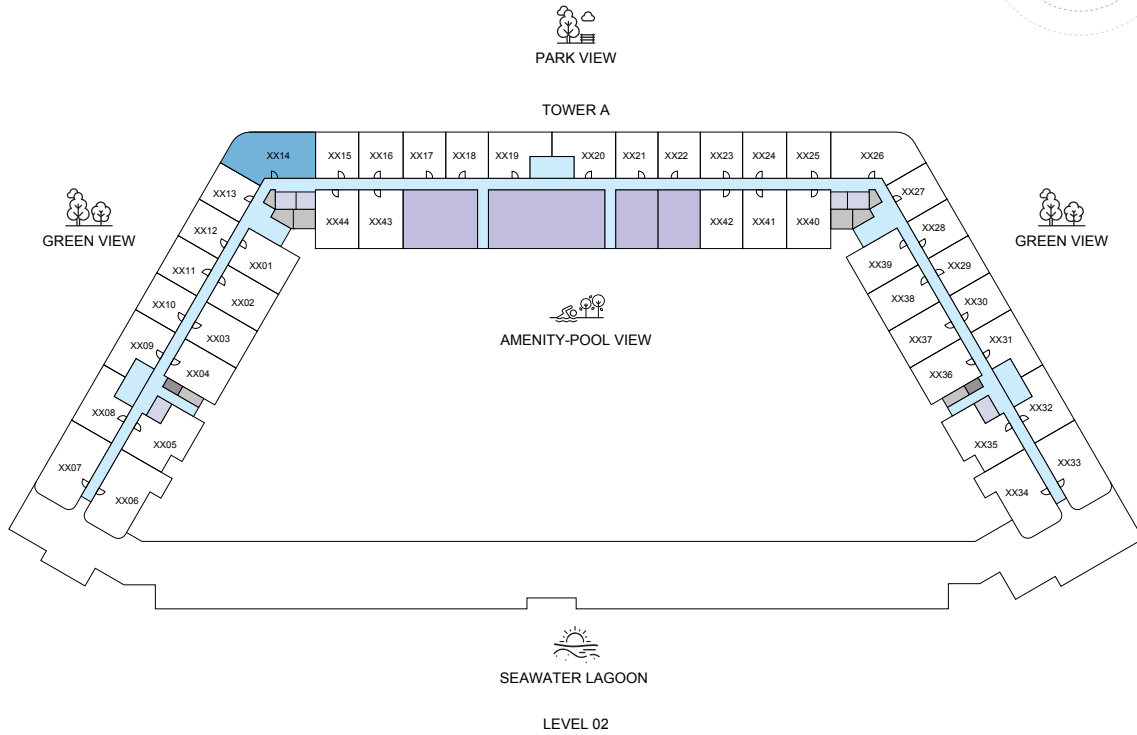 PARK VIEW
TOWER A
XX14
XX15
XX16
XX17
XX18
XX19
XX20
XX21
XX22
XX23
XX24
XX25
XX26
XX13
XX27
XX44
XX43
XX42
XX41
XX40
XX12
XX28
GREEN VIEW
GREEN VIEW
XX11
XX01
XX39
XX29
XX10
XX02
XX38
XX30
XX09
XX03
XX37
XX31
AMENITY-POOL VIEW
XX04
XX36
XX08
XX32
XX05
XX35
XX07
XX33
XX06
XX34
SEAWATER LAGOON
LEVEL 02